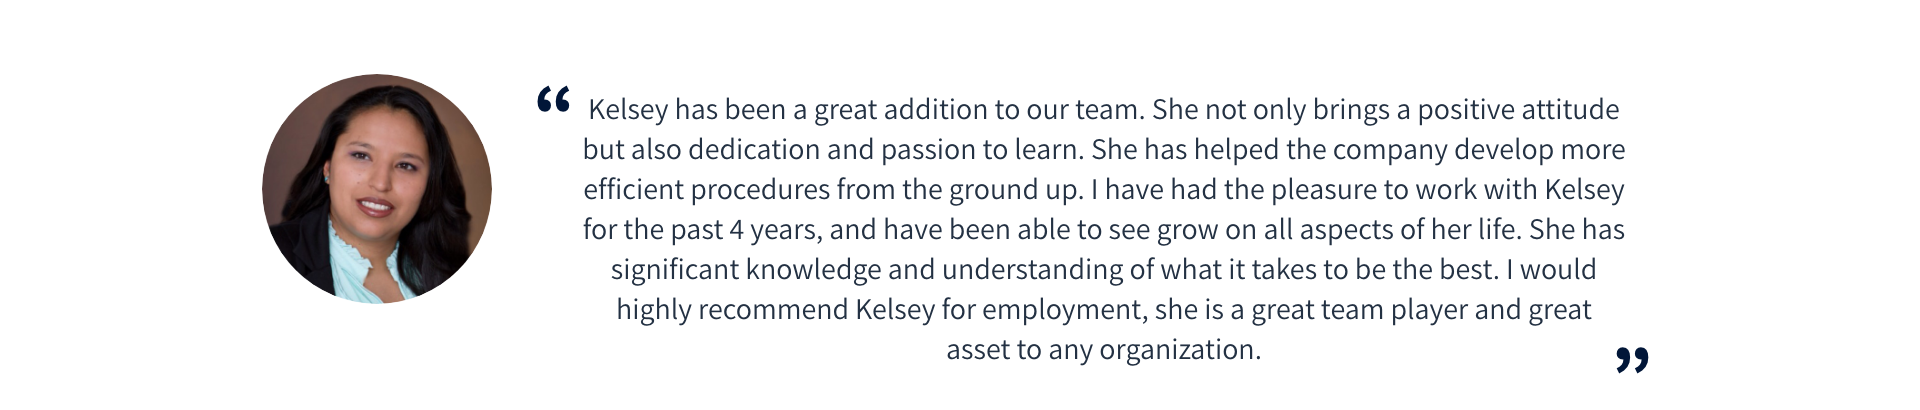 “ Kelsey has been a great addition to our team. She not only brings a positive attitude
but also dedication and passion to learn. She has helped the company develop more
efficient procedures from the ground up. I have had the pleasure to work with Kelsey
for the past 4 years, and have been able to see grow on all aspects of her life. She has
significant knowledge and understanding of what it takes to be the best. I would
highly recommend Kelsey for employment, she is a great team player and great
asset to any organization. ”